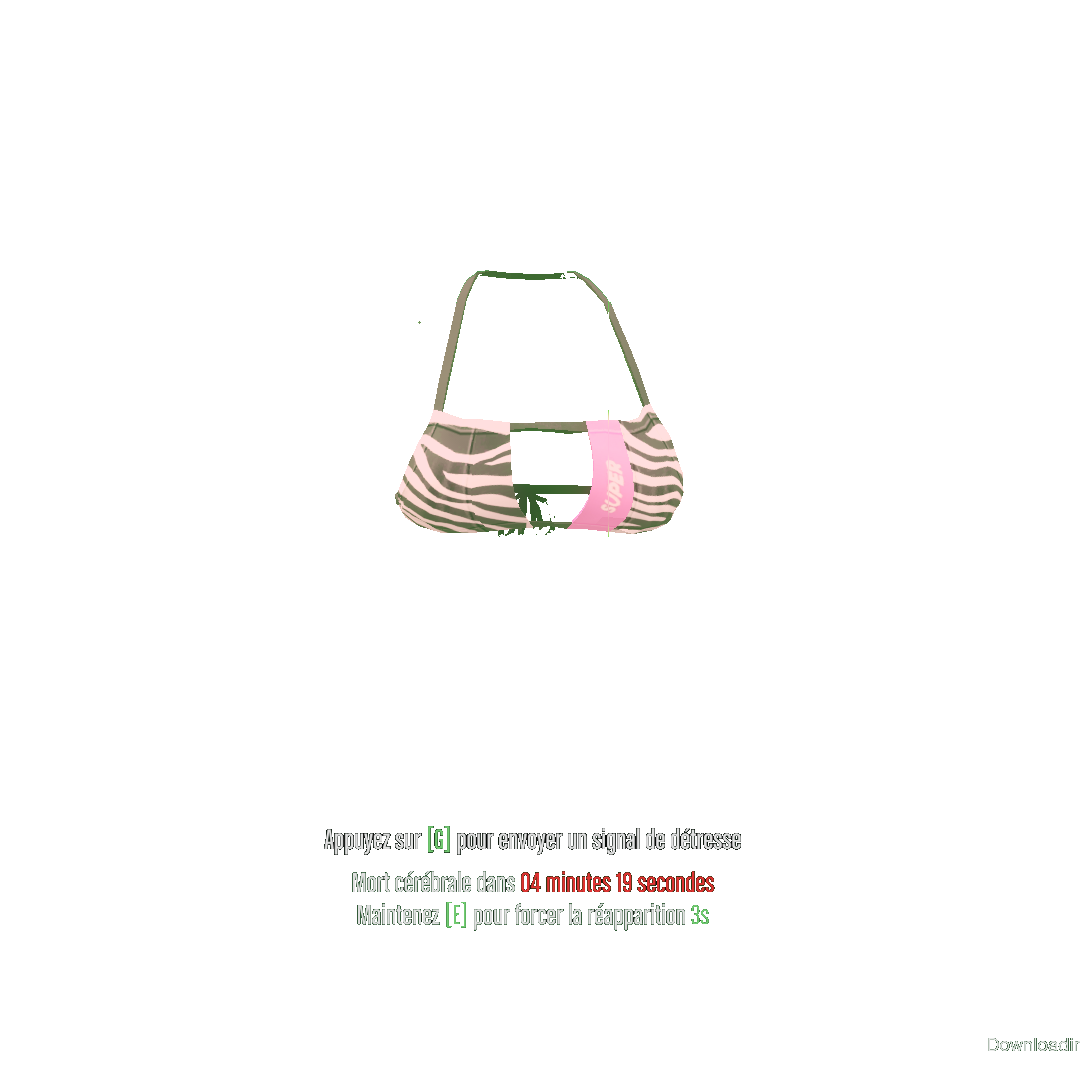 SUPER
Appuyez sur [G] pour envoyer un signal de détresse
Mort cérébrale dans 04 minutes 19 secondes
Maintenez [E] pour forcer la réapparition 3s